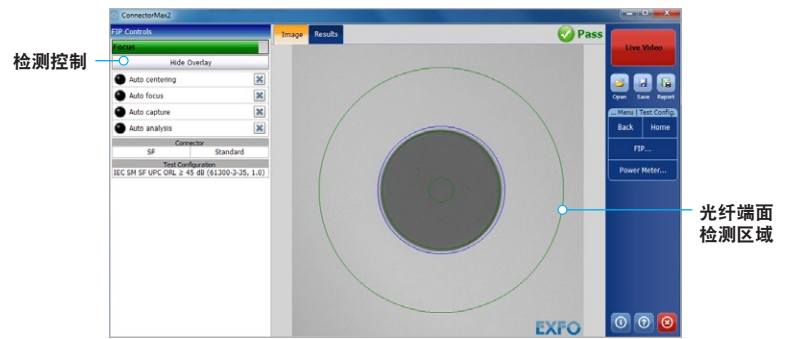 ConnectorMax2
FIP Controls
Focus
Hide Overlay
Auto centering
Auto focus
Auto capture
Auto analysis
Connector
SF Standard
Test Configuration
IEC SM SF UPC ORL ≥ 45 dB (61300-3-35, 1.0)
Image Results
Pass
EXFO
Live Video
Open Save Report
... Menu | Test Config.
Back Home
FIP...
Power Meter...
检测控制
光纤端面
检测区域